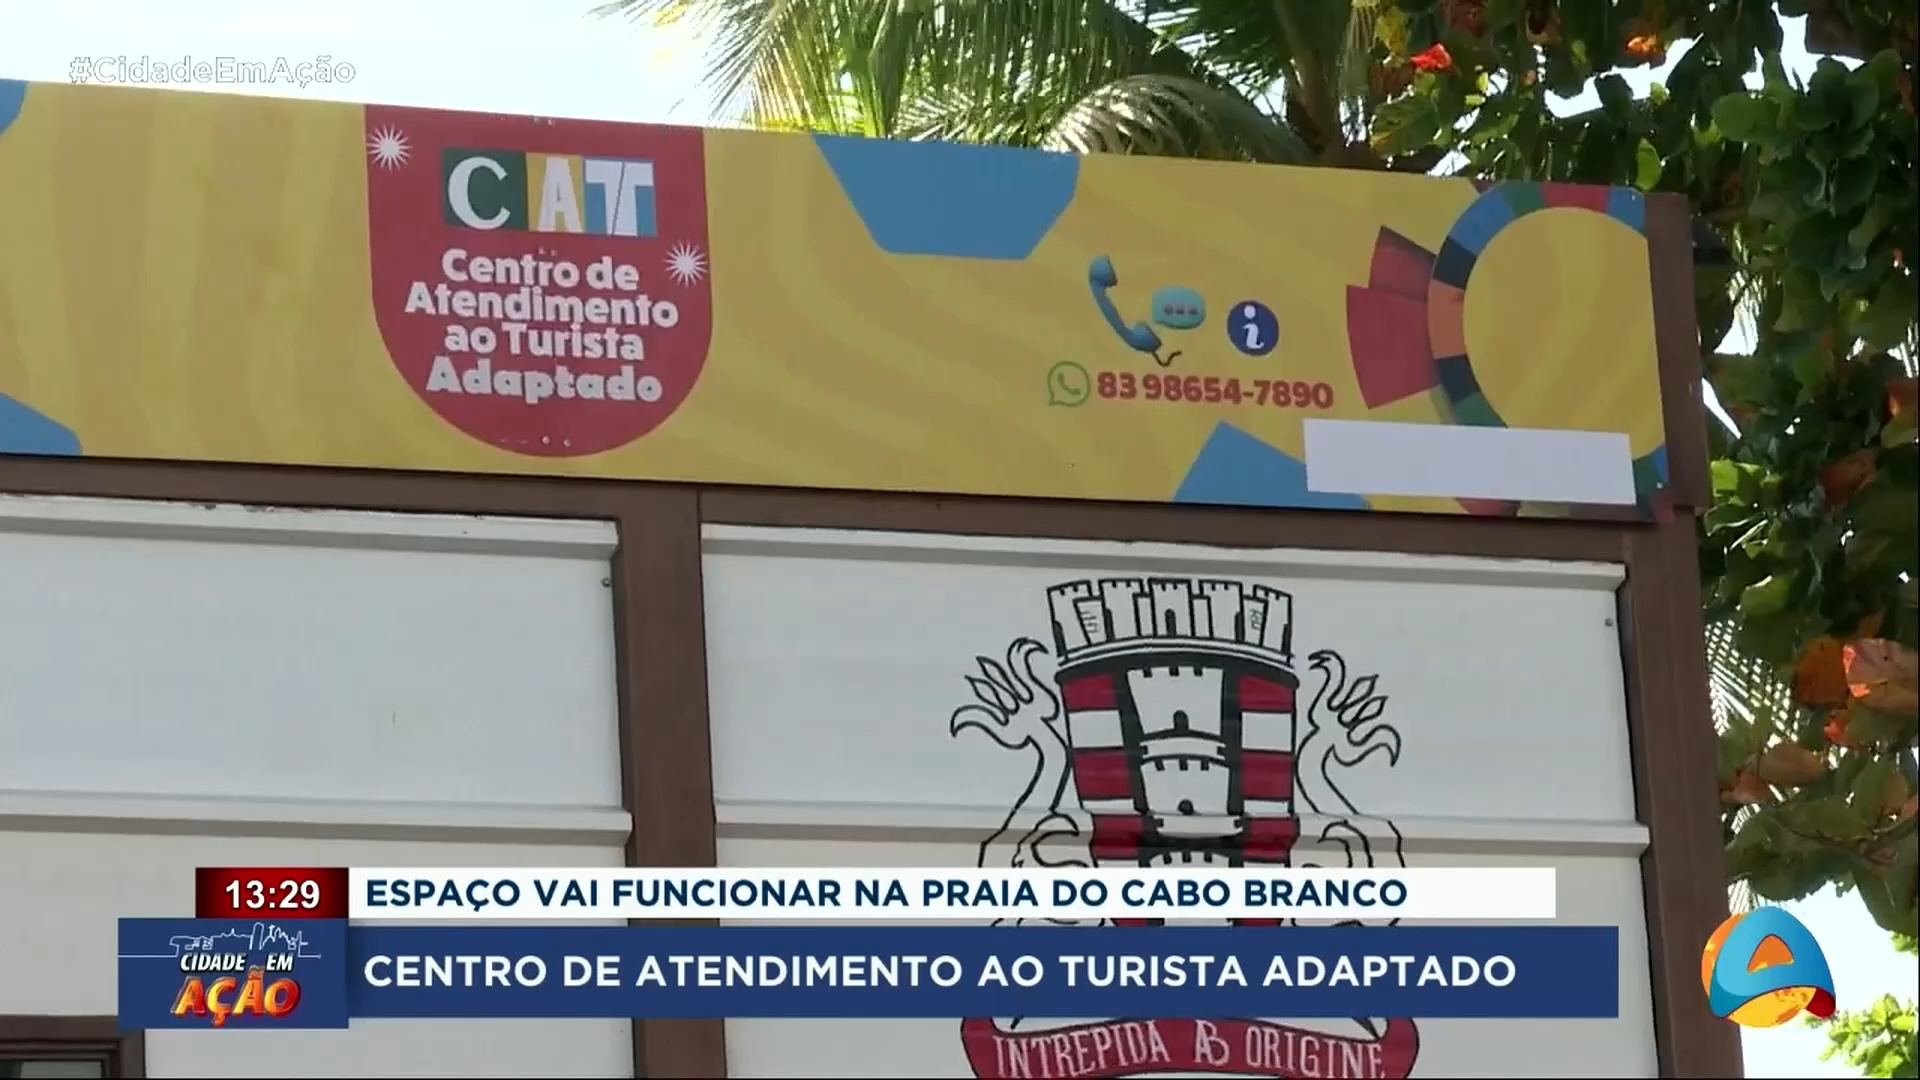 #CidadeEmAção
CAT
Centro de
Atendimento
ao Turista
Adaptado
83 98654-7890
13:29
ESPAÇO VAI FUNCIONAR NA PRAIA DO CABO BRANCO
CIDADE EM
AÇÃO
CENTRO DE ATENDIMENTO AO TURISTA ADAPTADO
INTREPIDA AB ORIGINE